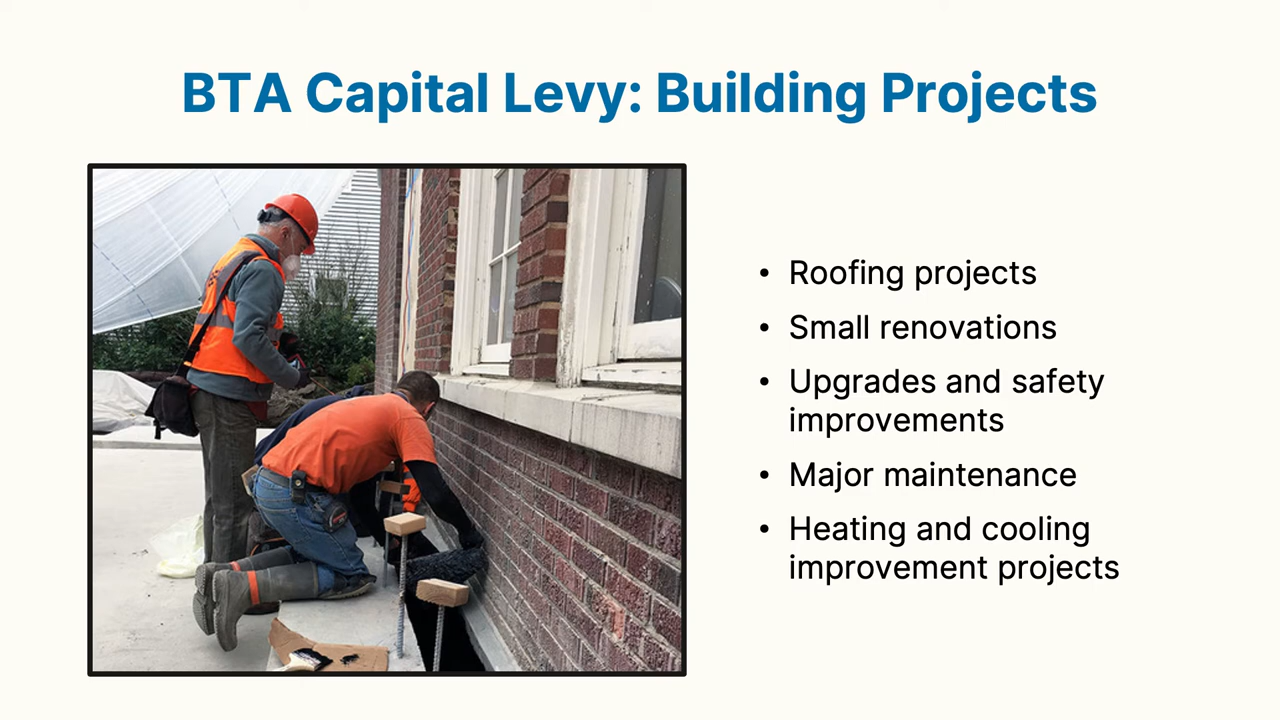 BTA Capital Levy: Building Projects
• Roofing projects
• Small renovations
• Upgrades and safety
improvements
• Major maintenance
• Heating and cooling
improvement projects